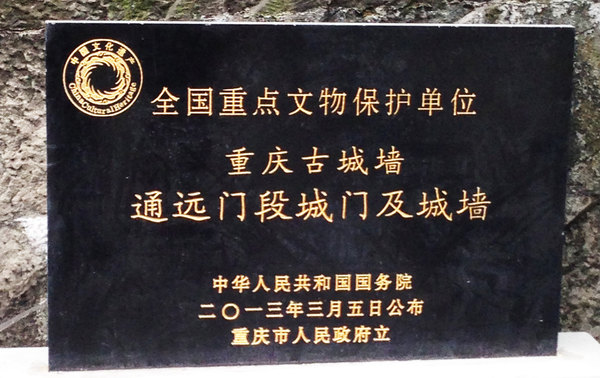 中国文化遗产
China Cultural Heritage
全国重点文物保护单位
重庆古城墙
通远门段城门及城墙
中华人民共和国国务院
二〇一三年三月五日公布
重庆市人民政府立